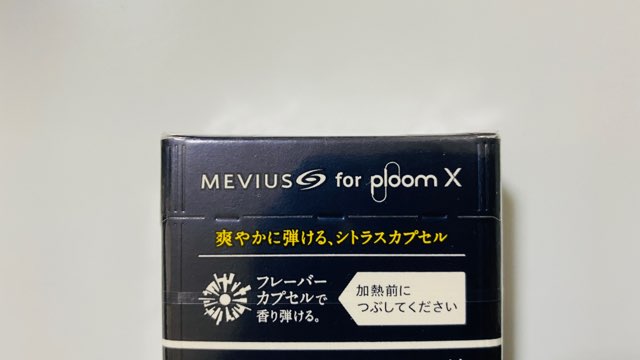 MEVIUS for ploom X
爽やかに弾ける、シトラスカプセル
フレーバー
カプセルで
香り弾ける。
加熱前に
つぶしてください